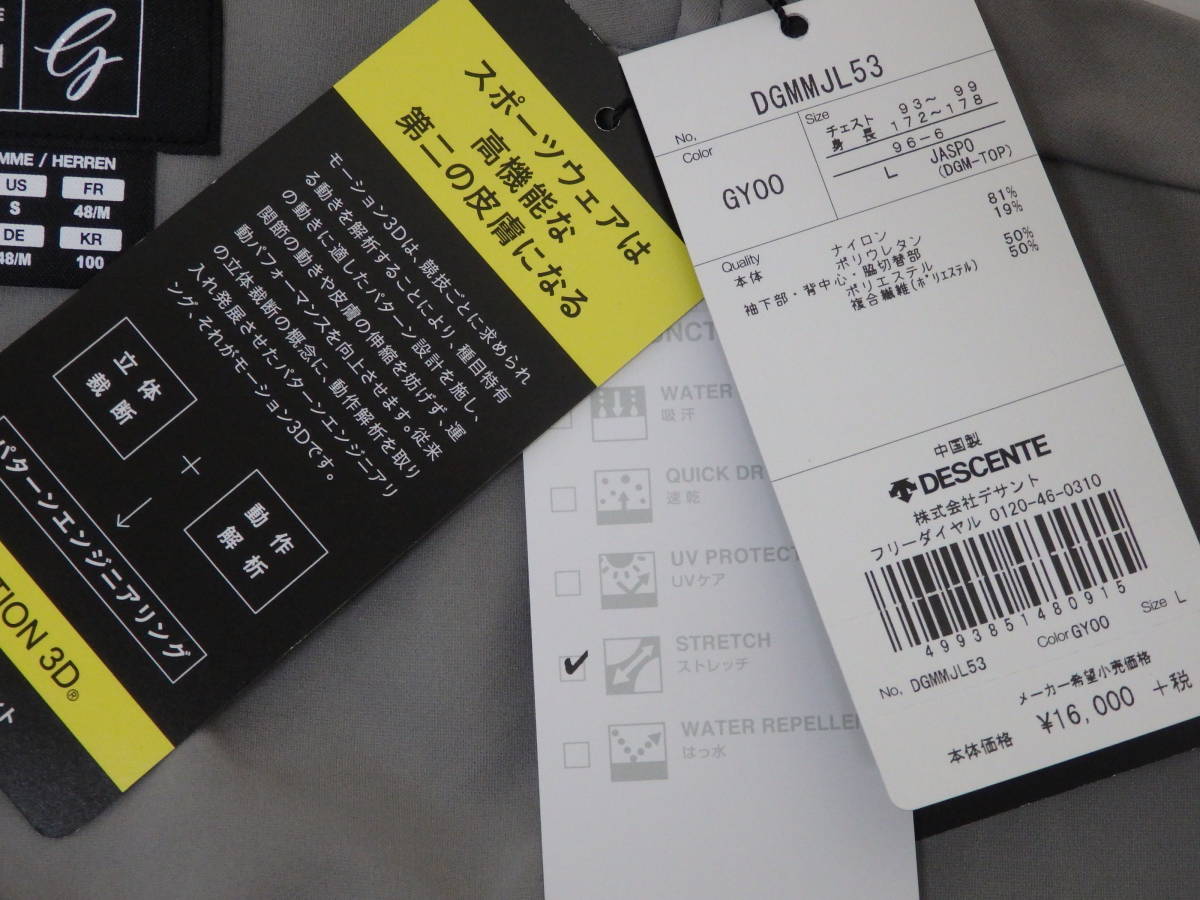 MME / HERREN
US
FR
S
48/M
DE
KR
48/M
100
スポーツウェアは
高機能な
第二の皮膚になる
モーション3Dは、競技ごとに求められ
る動きを解析することにより、種目特有
の動きに適したパターン設計を施し、
関節の動きや皮膚の伸縮を妨げず、運
動パフォーマンスを向上させます。従来
の立体裁断の概念に、動作解析を取り
入れ発展させたパターンエンジニアリ
ング、それがモーション3Dです。
立体
裁断
+
動作
解析
パターンエンジニアリング
TION 3D®
NCT
WATER
吸汗
QUICK DR
速乾
UV PROTECT
UVケア
STRETCH
ストレッチ
WATER REPELLE
はっ水
No. DGMMJL53
Color
GY00
Size
チェスト 93～99
身長 172～178
96-6
L
JASPO
(DGM-TOP)
Quality
本体 ナイロン 81%
ポリウレタン 19%
袖下部・背中心・脇切替部
ポリエステル 50%
複合繊維(ﾎﾟﾘｴｽﾃﾙ) 50%
中国製
DESCENTE
株式会社デサント
フリーダイヤル 0120-46-0310
4993851480915
No. DGMMJL53 Color GY00 Size L
メーカー希望小売価格
本体価格 ¥16,000 +税